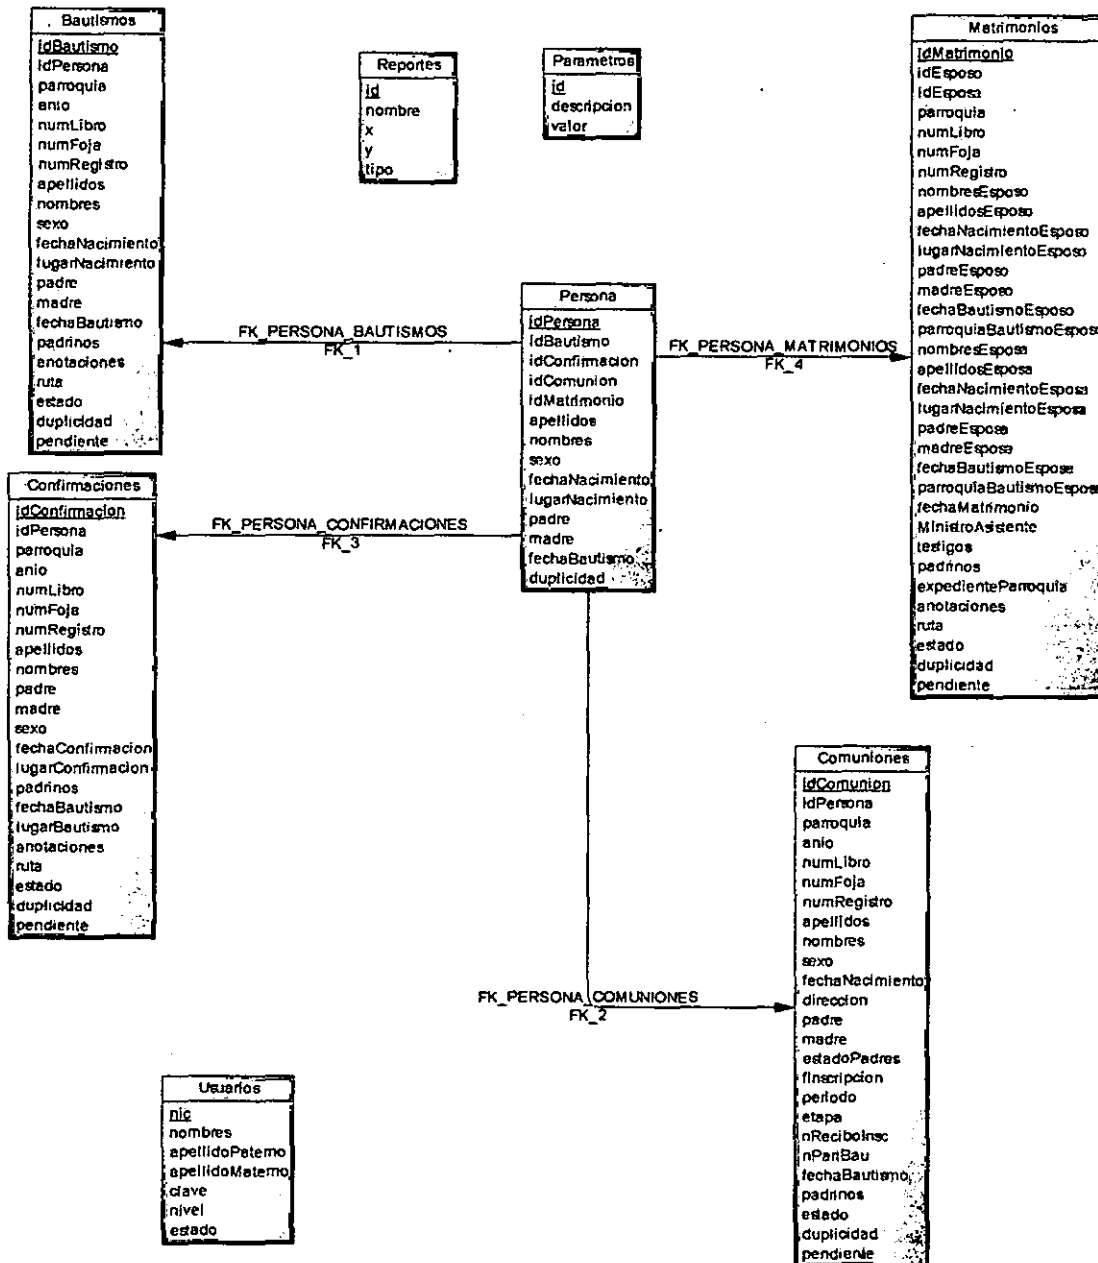 Bautismos
idBautismo
idPersona
parroquia
anio
numLibro
numFoja
numRegistro
apellidos
nombres
sexo
fechaNacimiento
lugarNacimiento
padre
madre
fechaBautismo
padrinos
anotaciones
ruta
estado
duplicidad
pendiente
Reportes
id
nombre
x
y
tipo
Parametros
id
descripcion
valor
Matrimonios
idMatrimonio
idEsposo
idEsposa
parroquia
numLibro
numFoja
numRegistro
nombresEsposo
apellidosEsposo
fechaNacimientoEsposo
lugarNacimientoEsposo
padreEsposo
madreEsposo
fechaBautismoEsposo
parroquiaBautismoEsposo
nombresEsposa
apellidosEsposa
fechaNacimientoEsposa
lugarNacimientoEsposa
padreEsposa
madreEsposa
fechaBautismoEsposa
parroquiaBautismoEsposa
fechaMatrimonio
MinistroAsistente
testigos
padrinos
expedienteParroquia
anotaciones
ruta
estado
duplicidad
pendiente
Persona
idPersona
idBautismo
idConfirmacion
idComunion
idMatrimonio
apellidos
nombres
sexo
fechaNacimiento
lugarNacimiento
padre
madre
fechaBautismo
duplicidad
FK_PERSONA_BAUTISMOS
FK_1
FK_PERSONA_MATRIMONIOS
FK_4
FK_PERSONA_CONFIRMACIONES
FK_3
Confirmaciones
idConfirmacion
idPersona
parroquia
anio
numLibro
numFoja
numRegistro
apellidos
nombres
padre
madre
sexo
fechaConfirmacion
lugarConfirmacion
padrinos
fechaBautismo
lugarBautismo
anotaciones
ruta
estado
duplicidad
pendiente
FK_PERSONA_COMUNIONES
FK_2
Comuniones
idComunion
idPersona
parroquia
anio
numLibro
numFoja
numRegistro
apellidos
nombres
sexo
fechaNacimiento
direccion
padre
madre
estadoPadres
fInscripcion
periodo
etapa
nReciboInsc
nPartBau
fechaBautismo
padrinos
estado
duplicidad
pendiente
Usuarios
nic
nombres
apellidoPaterno
apellidoMaterno
clave
nivel
estado